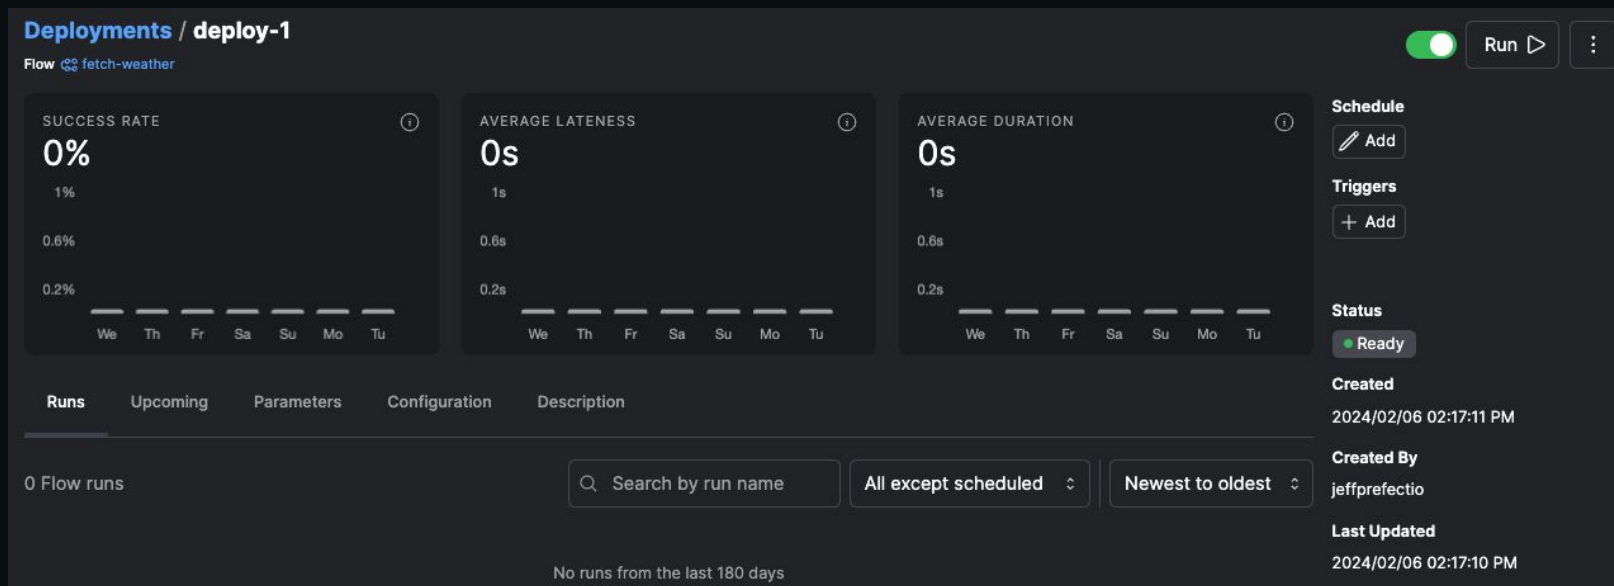 Deployments / deploy-1
Flow fetch-weather
Run
SUCCESS RATE
0%
1%
0.6%
0.2%
We Th Fr Sa Su Mo Tu
AVERAGE LATENESS
0s
1s
0.6s
0.2s
We Th Fr Sa Su Mo Tu
AVERAGE DURATION
0s
1s
0.6s
0.2s
We Th Fr Sa Su Mo Tu
Runs Upcoming Parameters Configuration Description
0 Flow runs
Search by run name
All except scheduled
Newest to oldest
No runs from the last 180 days
Schedule
Add
Triggers
+ Add
Status
Ready
Created
2024/02/06 02:17:11 PM
Created By
jeffprefectio
Last Updated
2024/02/06 02:17:10 PM